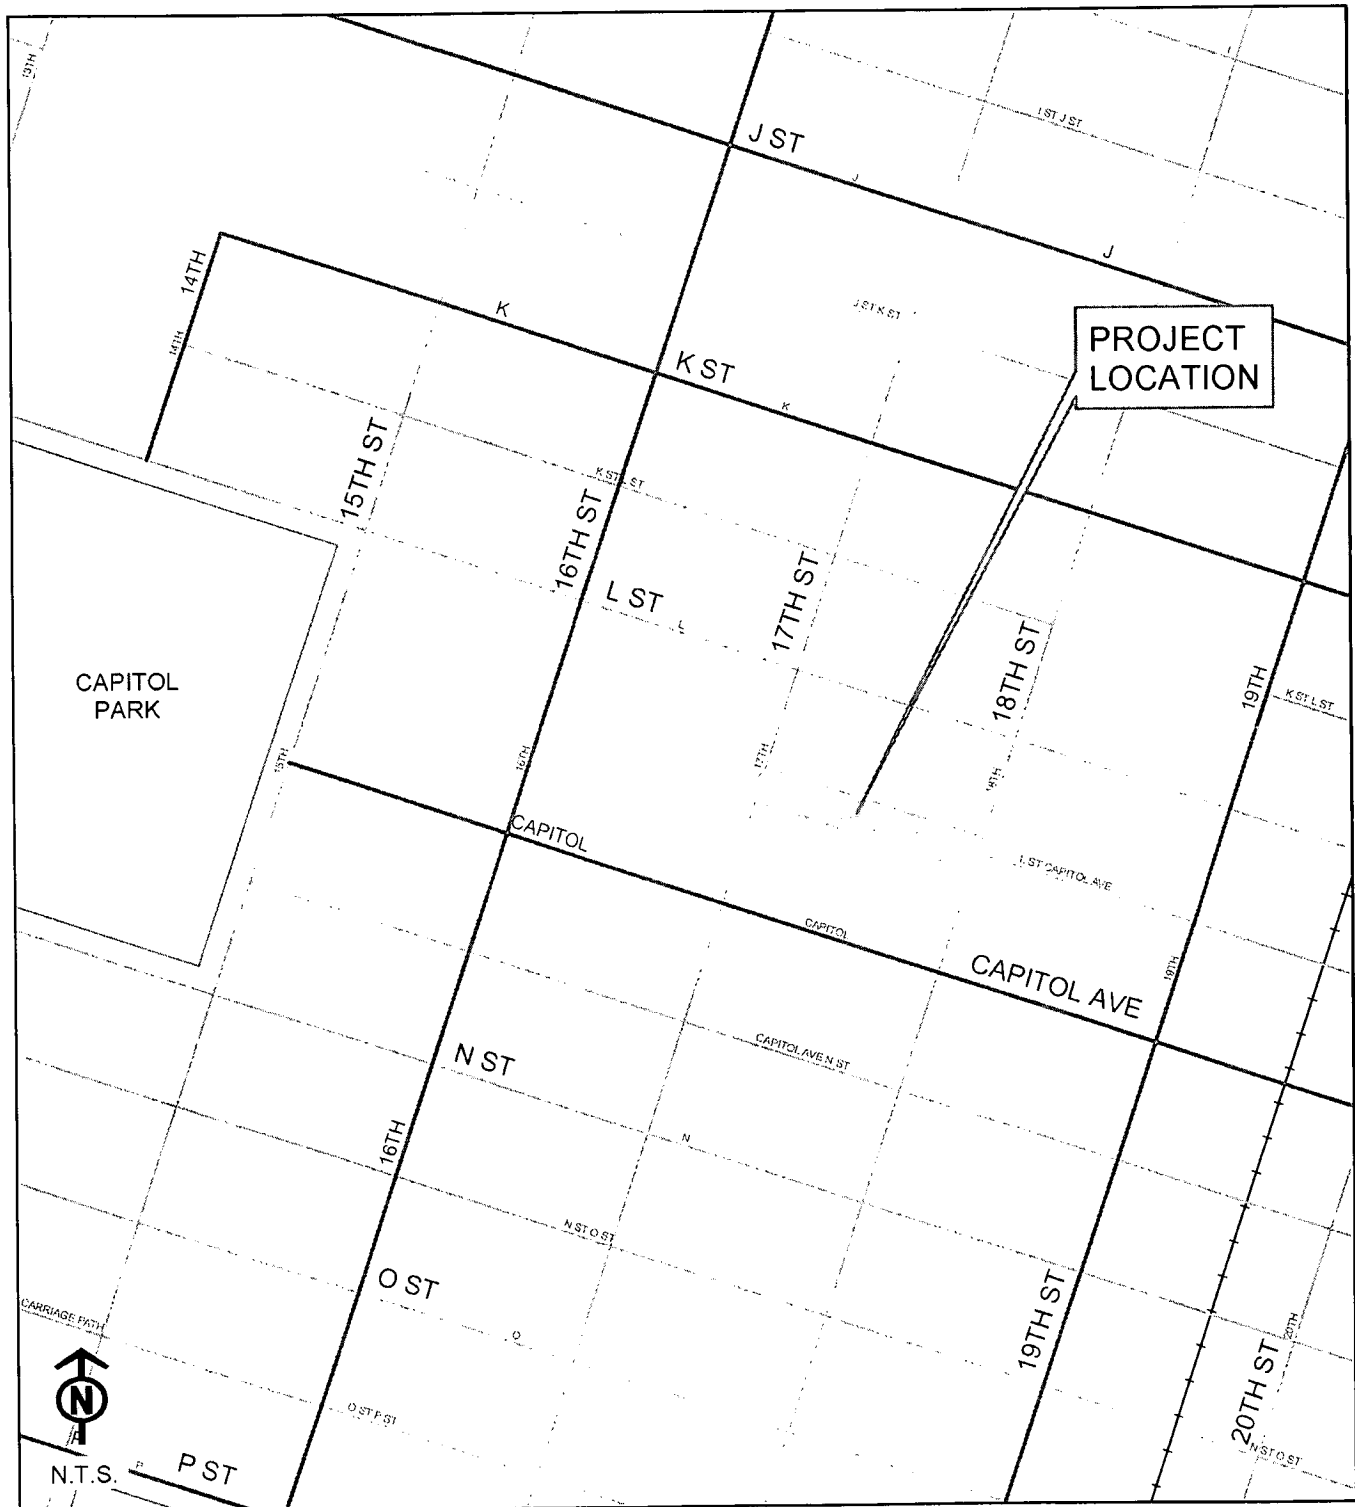 13TH
I
I ST J ST
J ST
J
J
14TH
K
J ST K ST
14TH
PROJECT
LOCATION
K ST
K
15TH ST
K ST L ST
16TH ST
17TH ST
L ST
L
18TH ST
19TH
K ST L ST
CAPITOL
PARK
15TH
16TH
17TH
18TH
CAPITOL
L ST CAPITOL AVE
CAPITOL
CAPITOL AVE
19TH
N ST
CAPITOL AVE N ST
16TH
N
N ST O ST
O ST
O
CARRIAGE PATH
19TH ST
20TH
20TH ST
N
O ST P ST
N ST O ST
P
N.T.S.
P
P ST